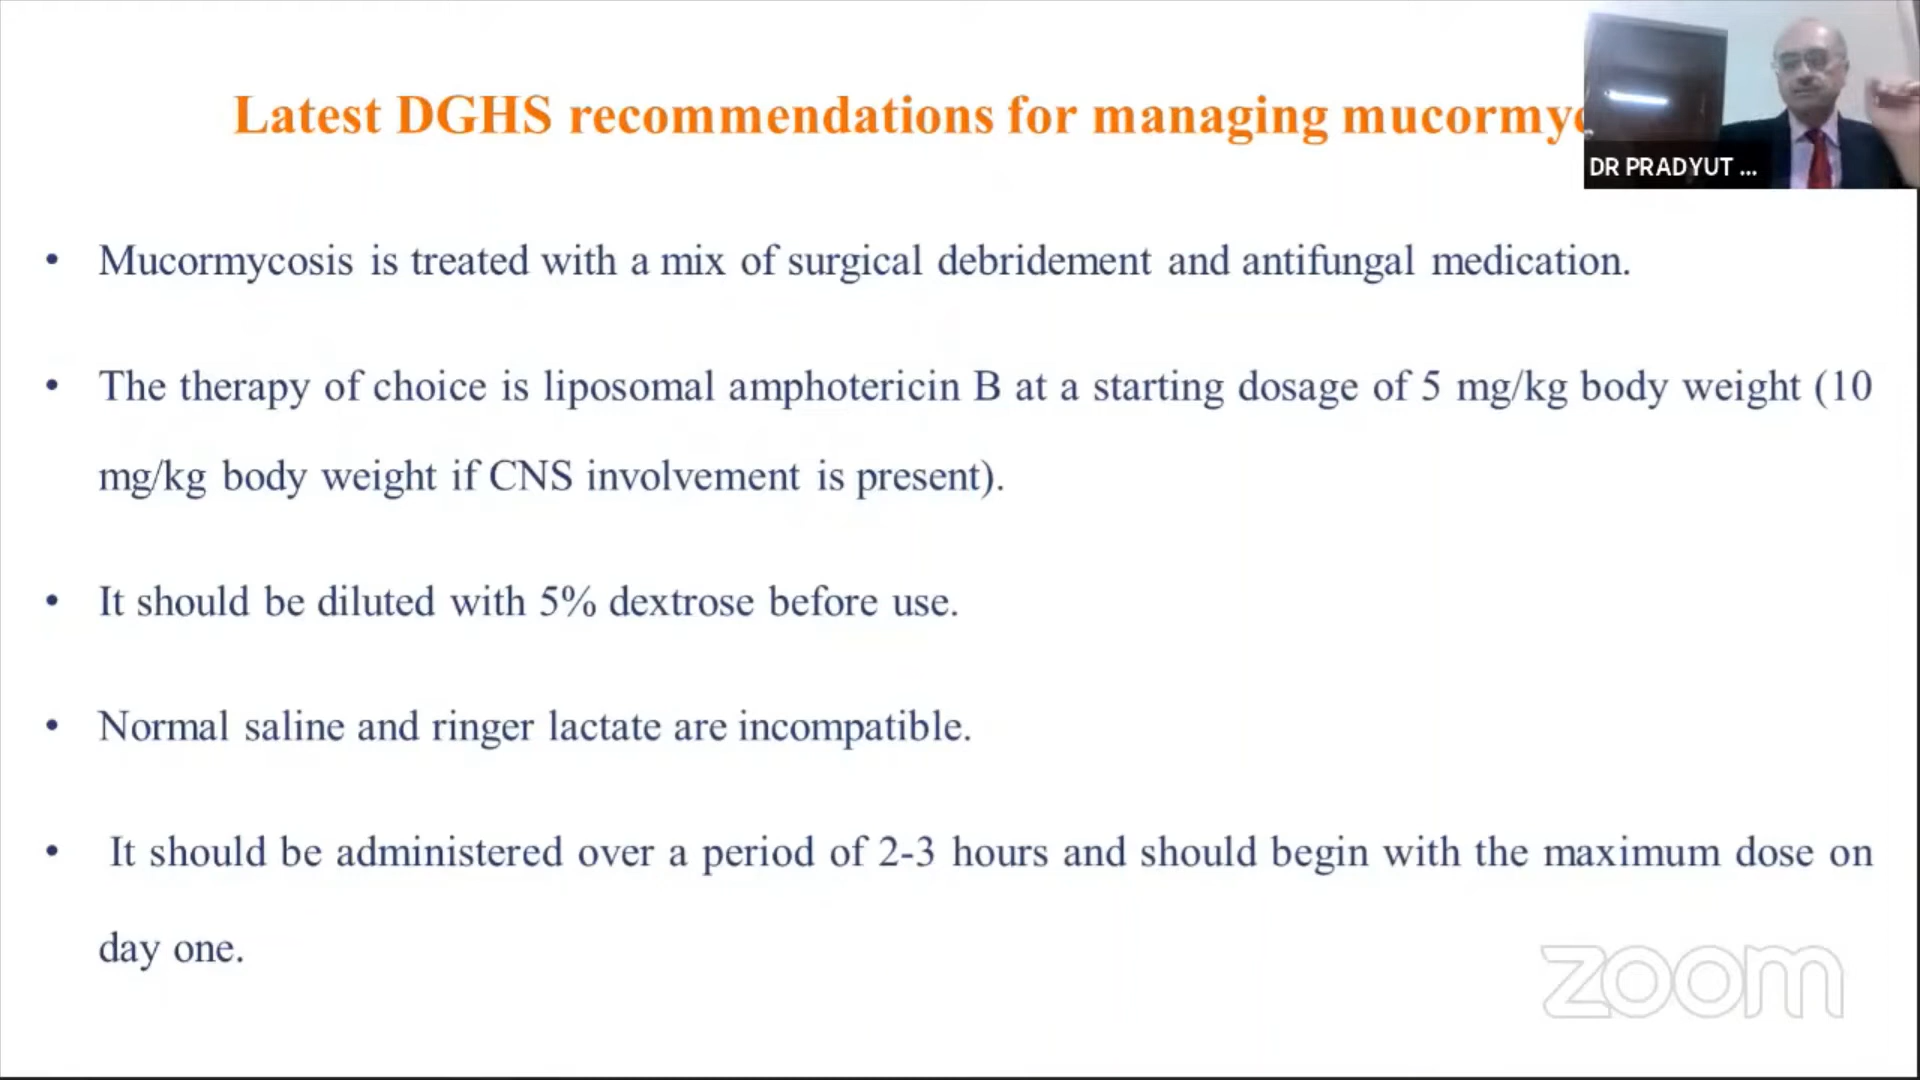 Latest DGHS recommendations for managing
DR PRADYUT ...
• Mucormycosis is treated with a mix of surgical debridement and antifungal medication.
• The therapy of choice is liposomal amphotericin B at a starting dosage of 5 mg/kg body weight (10
mg/kg body weight if CNS involvement is present).
• It should be diluted with 5% dextrose before use.
• Normal saline and ringer lactate are incompatible.
• It should be administered over a period of 2-3 hours and should begin with the maximum dose on
day one.
zoom